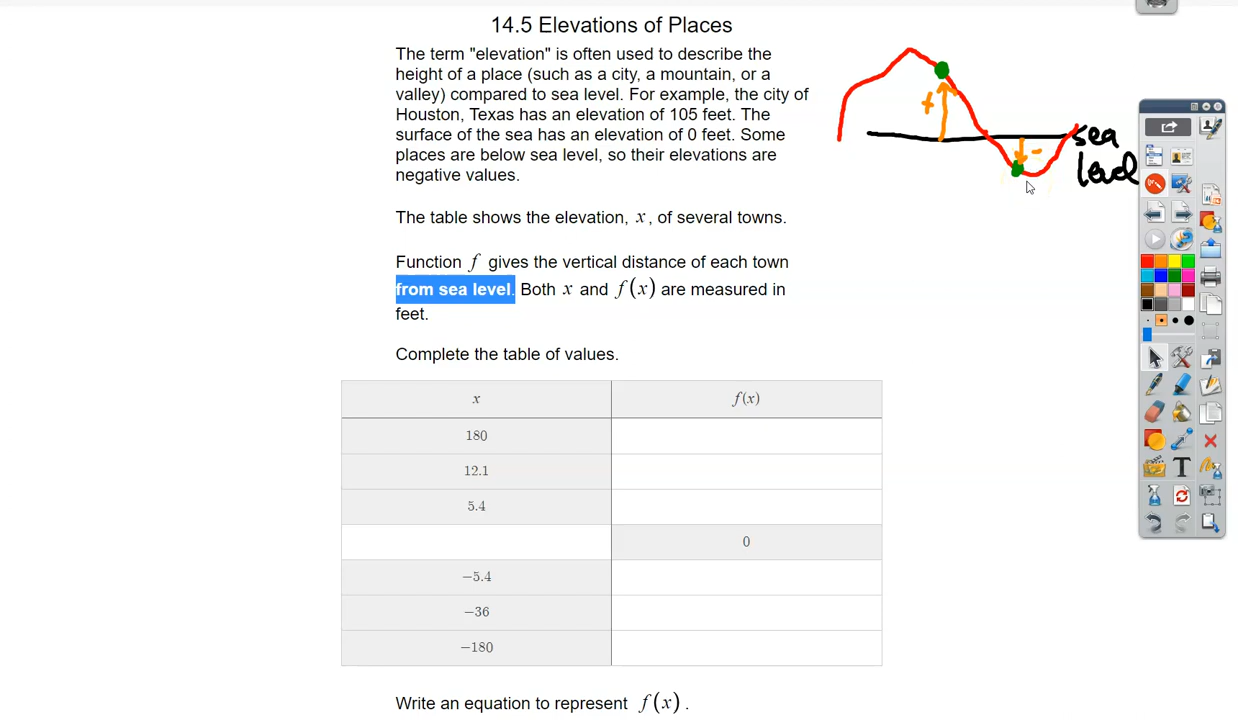 14.5 Elevations of Places
The term "elevation" is often used to describe the
height of a place (such as a city, a mountain, or a
valley) compared to sea level. For example, the city of
Houston, Texas has an elevation of 105 feet. The
surface of the sea has an elevation of 0 feet. Some
places are below sea level, so their elevations are
negative values.
+
-
sea
level
The table shows the elevation, x, of several towns.
Function f gives the vertical distance of each town
from sea level. Both x and f(x) are measured in
feet.
Complete the table of values.
x f(x)
180
12.1
5.4
0
−5.4
−36
−180
Write an equation to represent f(x).